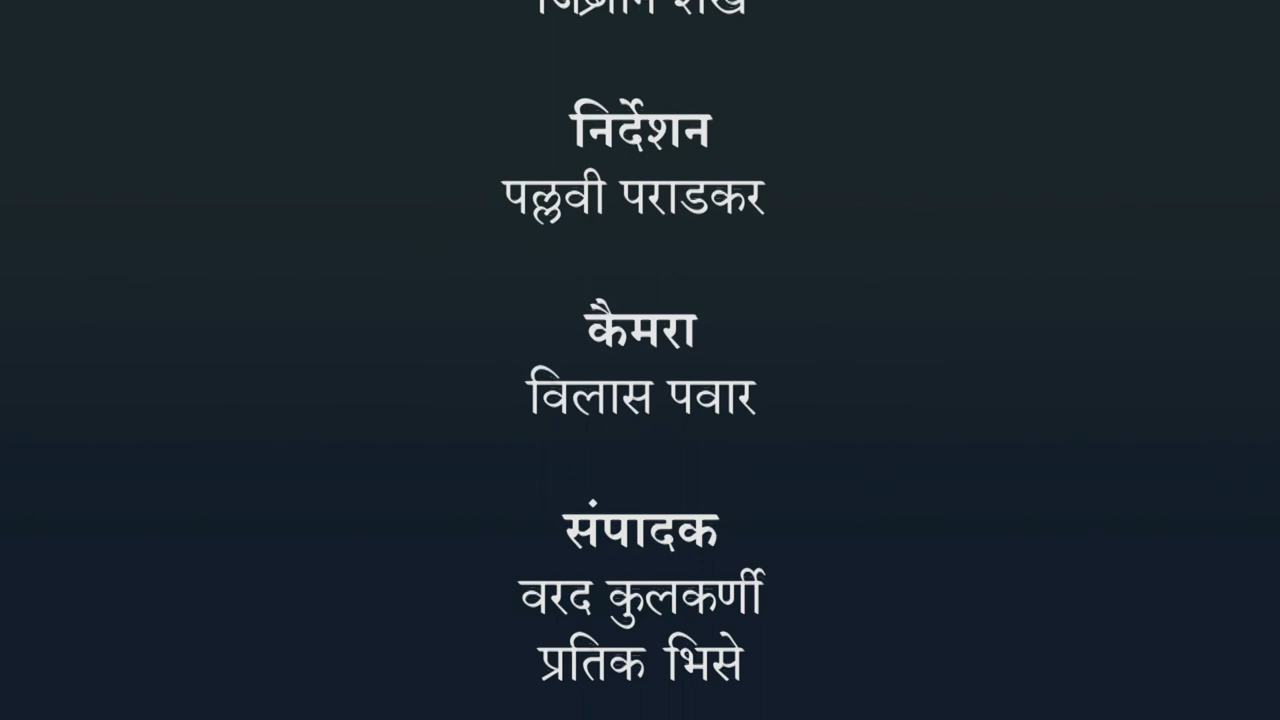 निर्देशन
पल्लवी पराडकर
कैमरा
विलास पवार
संपादक
वरद कुलकर्णी
प्रतिक भिसे